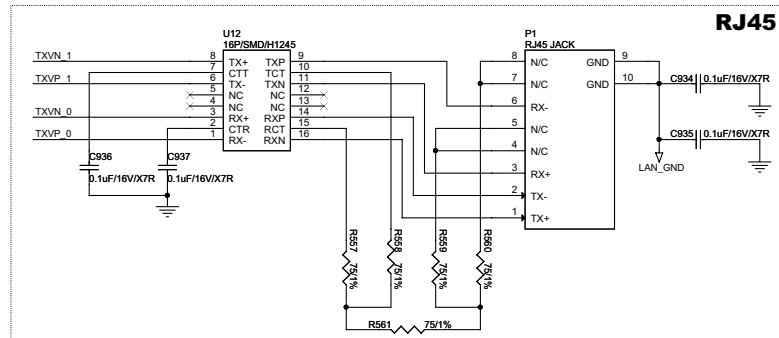 RJ45
U12
16P/SMD/H1245
P1
RJ45 JACK
TXVN_1
TXVP_1
TXVN_0
TXVP_0
8 TX+ TXP 9
7 CTT TCT 10
6 TX- TXN 11
5 NC NC 12
4 NC NC 13
3 RX+ RXP 14
2 CTR RCT 15
1 RX- RXN 16
8 N/C GND 9
7 N/C GND 10
6 RX-
5 N/C
4 N/C
3 RX+
2 TX-
1 TX+
C934 0.1uF/16V/X7R
C935 0.1uF/16V/X7R
LAN_GND
C936
0.1uF/16V/X7R
C937
0.1uF/16V/X7R
R557 75/1%
R558 75/1%
R559 75/1%
R560 75/1%
R561 75/1%